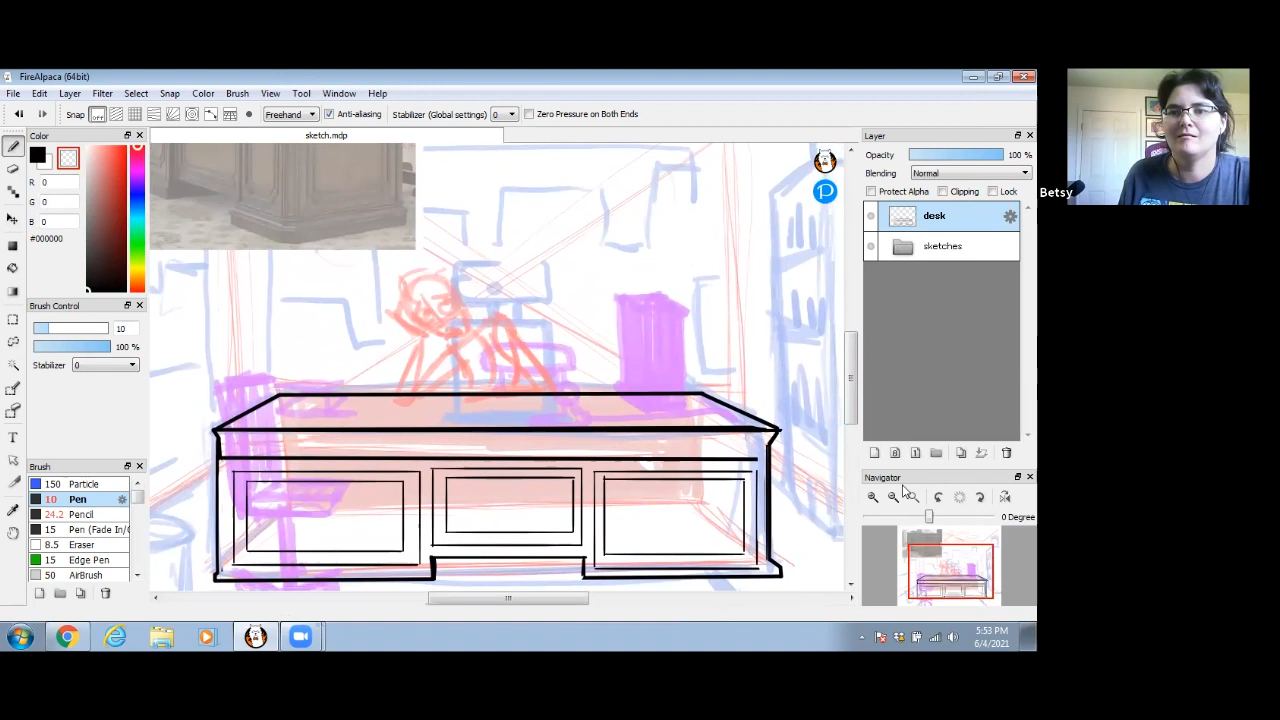 FireAlpaca (64bit)
File Edit View Layer Filter Select Snap Color Brush Tools Window Help
Snap off Freehand Anti-aliasing Stabilizer (Global settings) 0 Zero Pressure on Both Ends
Color
sketch.mdp
Layer
R 0
G 0
B 0
#000000
Opacity 100 %
Blending Normal
Protect Alpha Clipping Lock
desk
sketches
Betsy
Brush Control
10
100 %
Stabilizer 0
Brush
150 Particle
10 Pen
24.2 Pencil
15 Pen (Fade In/O
8.5 Eraser
15 Edge Pen
50 AirBrush
T
P
Navigator
0 Degree
5:53 PM
6/4/2021